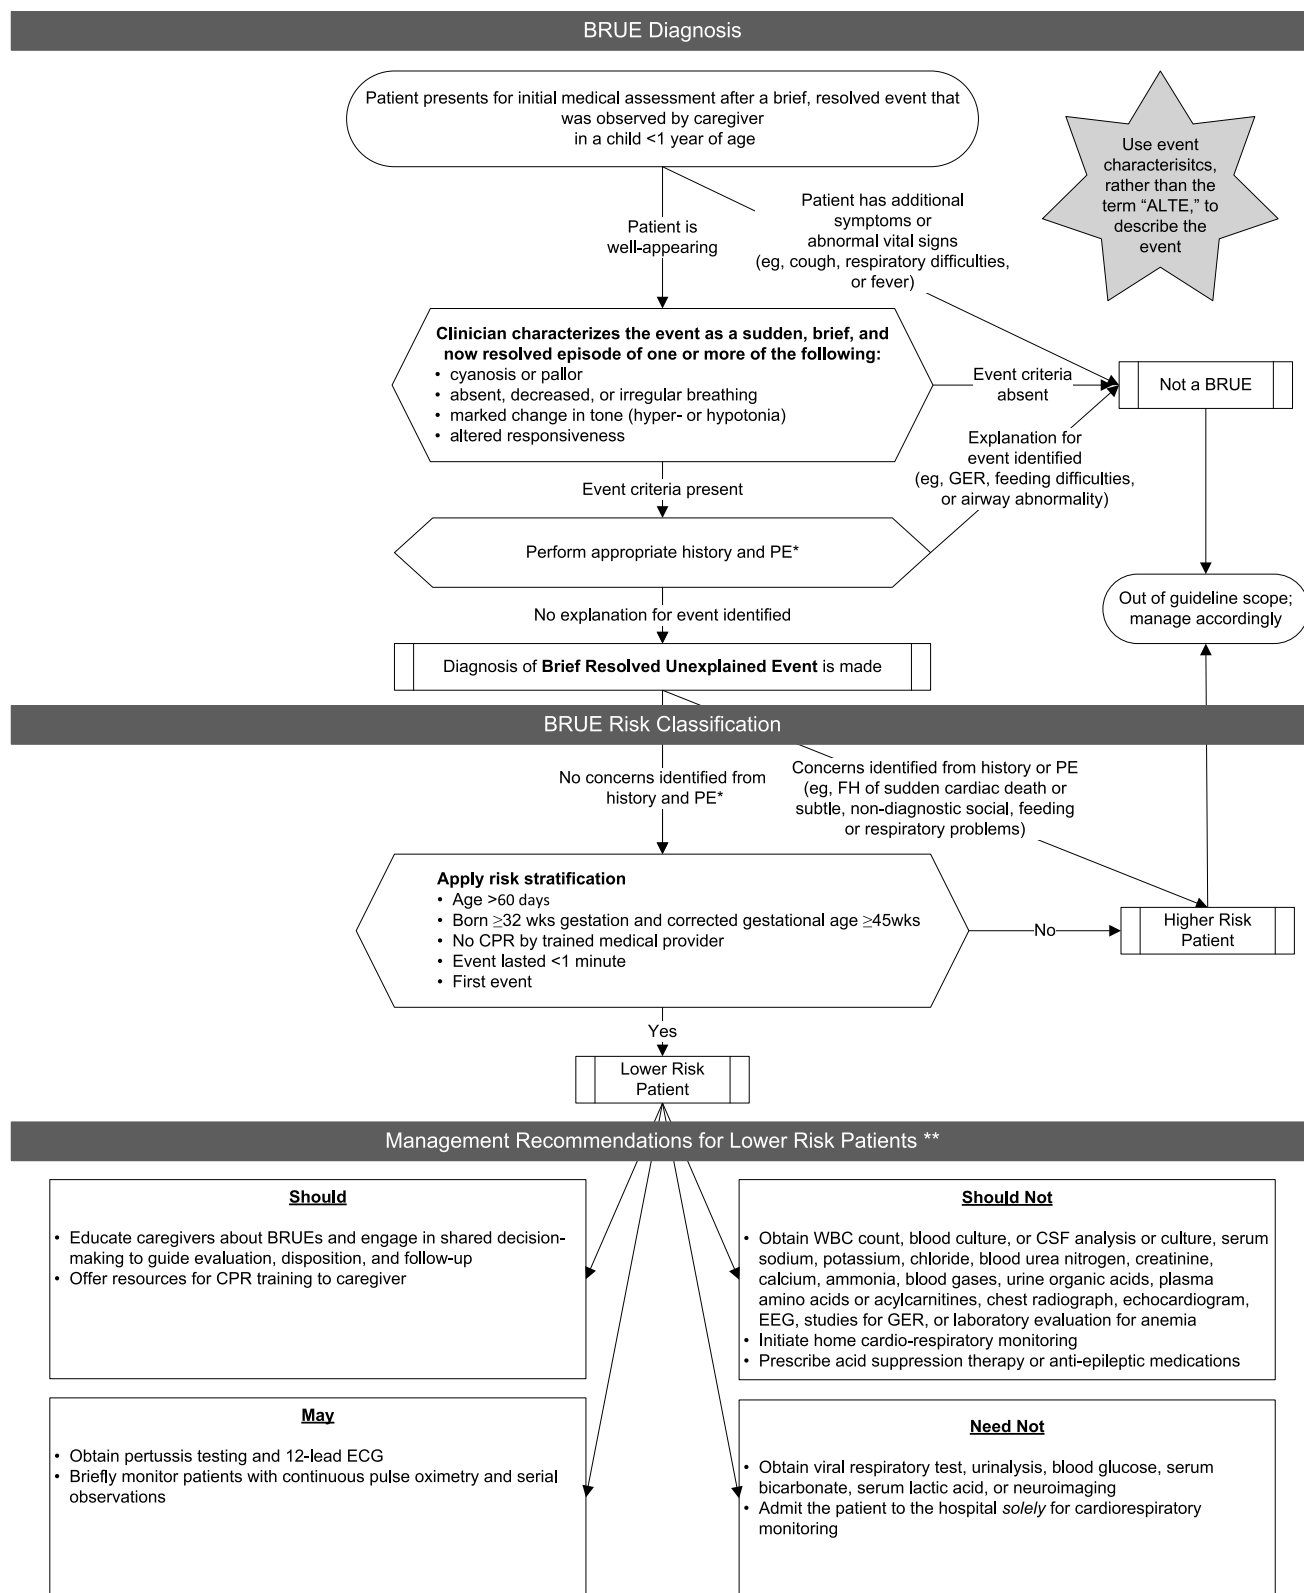 BRUE Diagnosis
Patient presents for initial medical assessment after a brief, resolved event that
was observed by caregiver
in a child <1 year of age
Use event
characterisitcs,
rather than the
term “ALTE,” to
describe the
event
Patient is
well-appearing
Patient has additional
symptoms or
abnormal vital signs
(eg, cough, respiratory difficulties,
or fever)
Clinician characterizes the event as a sudden, brief, and
now resolved episode of one or more of the following:
• cyanosis or pallor
• absent, decreased, or irregular breathing
• marked change in tone (hyper- or hypotonia)
• altered responsiveness
Event criteria
absent
Not a BRUE
Explanation for
event identified
(eg, GER, feeding difficulties,
or airway abnormality)
Event criteria present
Perform appropriate history and PE*
No explanation for event identified
Out of guideline scope;
manage accordingly
Diagnosis of Brief Resolved Unexplained Event is made
BRUE Risk Classification
No concerns identified from
history and PE*
Concerns identified from history or PE
(eg, FH of sudden cardiac death or
subtle, non-diagnostic social, feeding
or respiratory problems)
Apply risk stratification
• Age >60 days
• Born ≥32 wks gestation and corrected gestational age ≥45wks
• No CPR by trained medical provider
• Event lasted <1 minute
• First event
No
Higher Risk
Patient
Yes
Lower Risk
Patient
Management Recommendations for Lower Risk Patients **
Should
• Educate caregivers about BRUEs and engage in shared decision-
making to guide evaluation, disposition, and follow-up
• Offer resources for CPR training to caregiver
Should Not
• Obtain WBC count, blood culture, or CSF analysis or culture, serum
sodium, potassium, chloride, blood urea nitrogen, creatinine,
calcium, ammonia, blood gases, urine organic acids, plasma
amino acids or acylcarnitines, chest radiograph, echocardiogram,
EEG, studies for GER, or laboratory evaluation for anemia
• Initiate home cardio-respiratory monitoring
• Prescribe acid suppression therapy or anti-epileptic medications
May
• Obtain pertussis testing and 12-lead ECG
• Briefly monitor patients with continuous pulse oximetry and serial
observations
Need Not
• Obtain viral respiratory test, urinalysis, blood glucose, serum
bicarbonate, serum lactic acid, or neuroimaging
• Admit the patient to the hospital solely for cardiorespiratory
monitoring